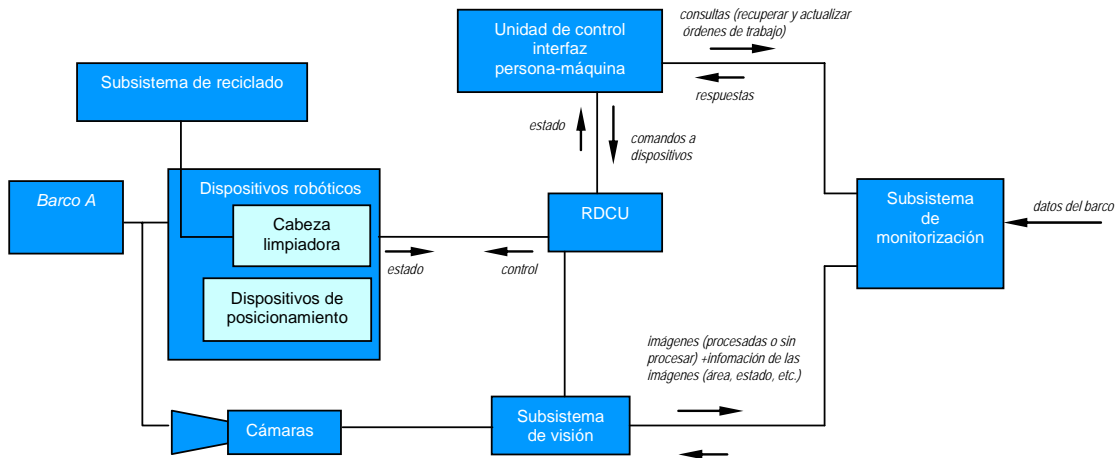 consultas (recuperar y actualizar
órdenes de trabajo)
Unidad de control
interfaz
persona-máquina
respuestas
Subsistema de reciclado
estado
comandos a
dispositivos
Barco A
Dispositivos robóticos
Cabeza
limpiadora
Dispositivos de
posicionamiento
estado
control
RDCU
Subsistema
de
monitorización
datos del barco
imágenes (procesadas o sin
procesar) +infomación de las
imágenes (área, estado, etc.)
Cámaras
Subsistema
de visión